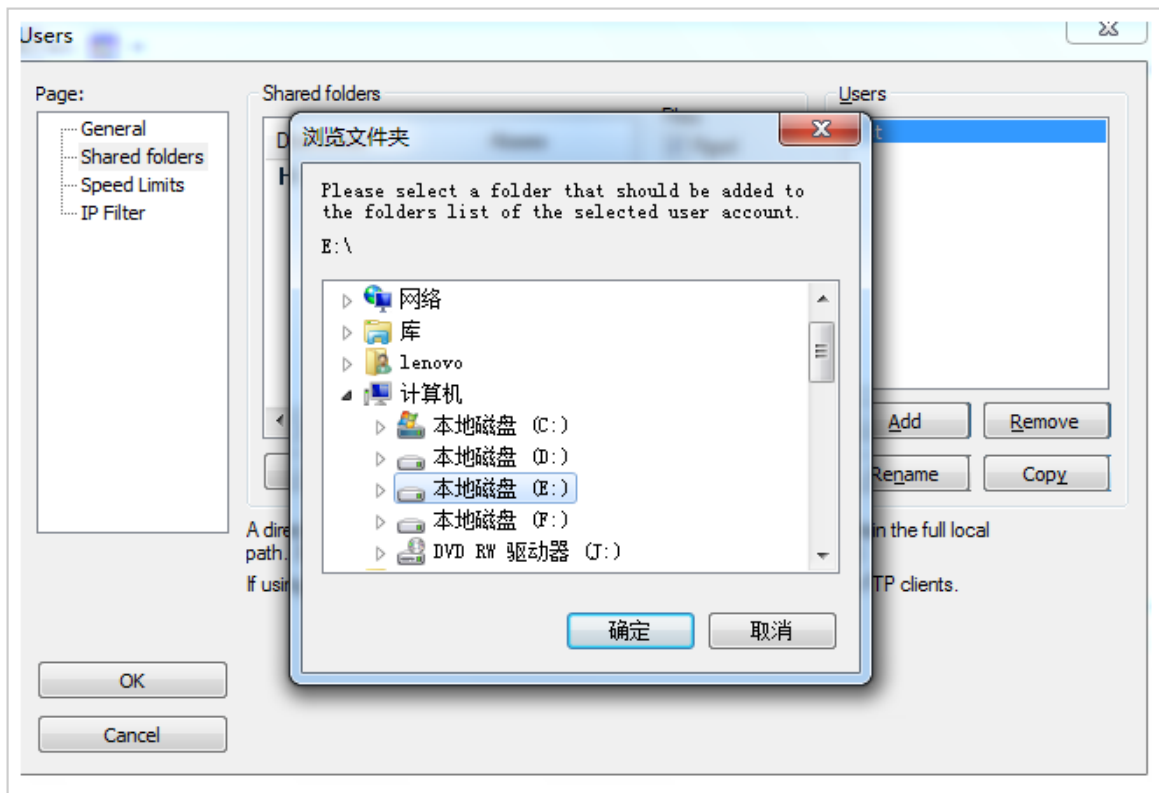 Users
Page:
General
Shared folders
Speed Limits
IP Filter
Shared folders
D
H
浏览文件夹
Please select a folder that should be added to
the folders list of the selected user account.
E:\
网络
库
lenovo
计算机
本地磁盘 (C:)
本地磁盘 (D:)
本地磁盘 (E:)
本地磁盘 (F:)
DVD RW 驱动器 (J:)
确定
取消
Users
t
Add
Remove
Rename
Copy
A dire
in the full local
path.
If usin
TP clients.
OK
Cancel